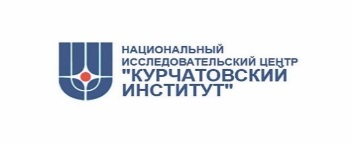 НАЦИОНАЛЬНЫЙ
ИССЛЕДОВАТЕЛЬСКИЙ ЦЕНТР
"КУРЧАТОВСКИЙ
ИНСТИТУТ"